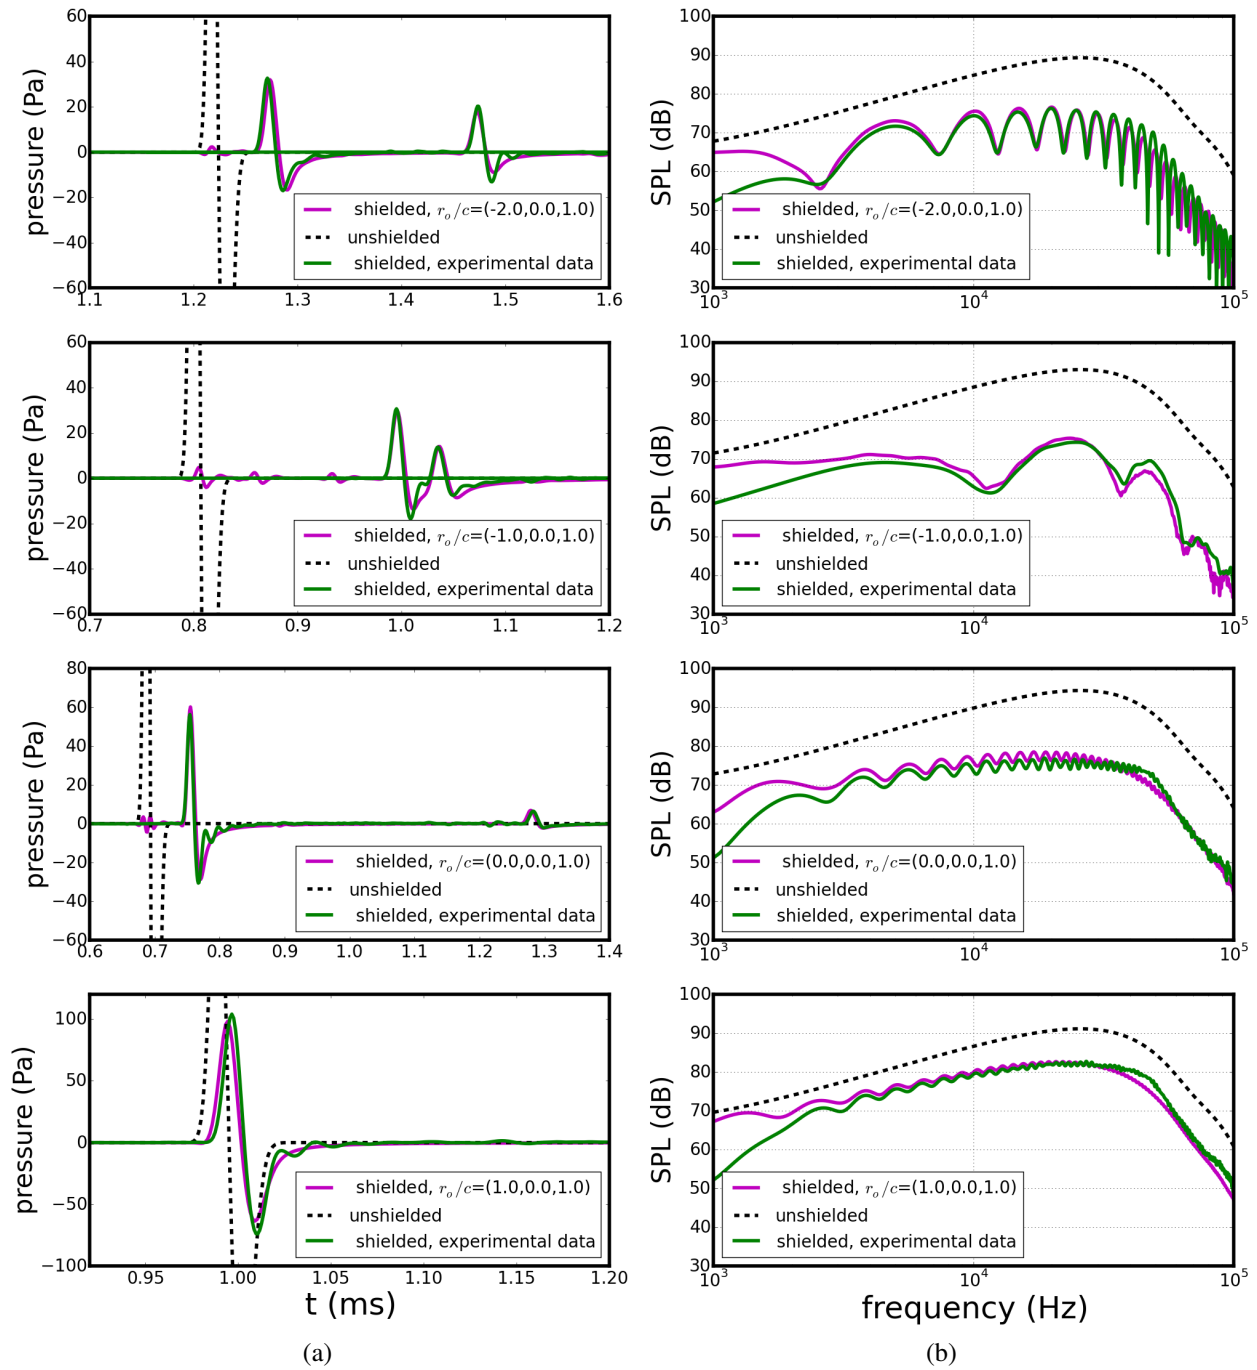 60
40
20
0
−20
−40
−60
pressure (Pa)
1.1 1.2 1.3 1.4 1.5 1.6
shielded, r_o/c=(-2.0,0.0,1.0)
unshielded
shielded, experimental data
100
90
80
70
60
50
40
30
SPL (dB)
10^3 10^4 10^5
shielded, r_o/c=(-2.0,0.0,1.0)
unshielded
shielded, experimental data
60
40
20
0
−20
−40
−60
pressure (Pa)
0.7 0.8 0.9 1.0 1.1 1.2
shielded, r_o/c=(-1.0,0.0,1.0)
unshielded
shielded, experimental data
100
90
80
70
60
50
40
30
SPL (dB)
10^3 10^4 10^5
shielded, r_o/c=(-1.0,0.0,1.0)
unshielded
shielded, experimental data
80
60
40
20
0
−20
−40
−60
pressure (Pa)
0.6 0.7 0.8 0.9 1.0 1.1 1.2 1.3 1.4
shielded, r_o/c=(0.0,0.0,1.0)
unshielded
shielded, experimental data
100
90
80
70
60
50
40
30
SPL (dB)
10^3 10^4 10^5
shielded, r_o/c=(0.0,0.0,1.0)
unshielded
shielded, experimental data
100
50
0
−50
−100
pressure (Pa)
0.95 1.00 1.05 1.10 1.15 1.20
t (ms)
shielded, r_o/c=(1.0,0.0,1.0)
unshielded
shielded, experimental data
100
90
80
70
60
50
40
30
SPL (dB)
10^3 10^4 10^5
frequency (Hz)
shielded, r_o/c=(1.0,0.0,1.0)
unshielded
shielded, experimental data
(a) (b)